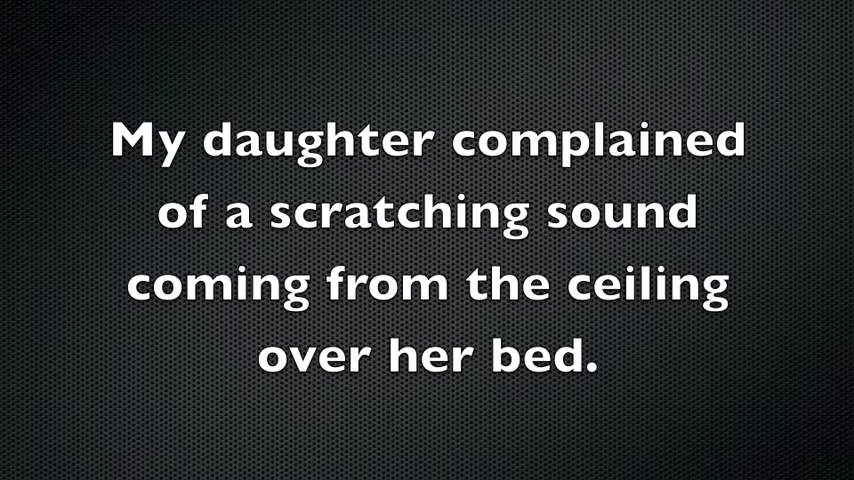 My daughter complained
of a scratching sound
coming from the ceiling
over her bed.